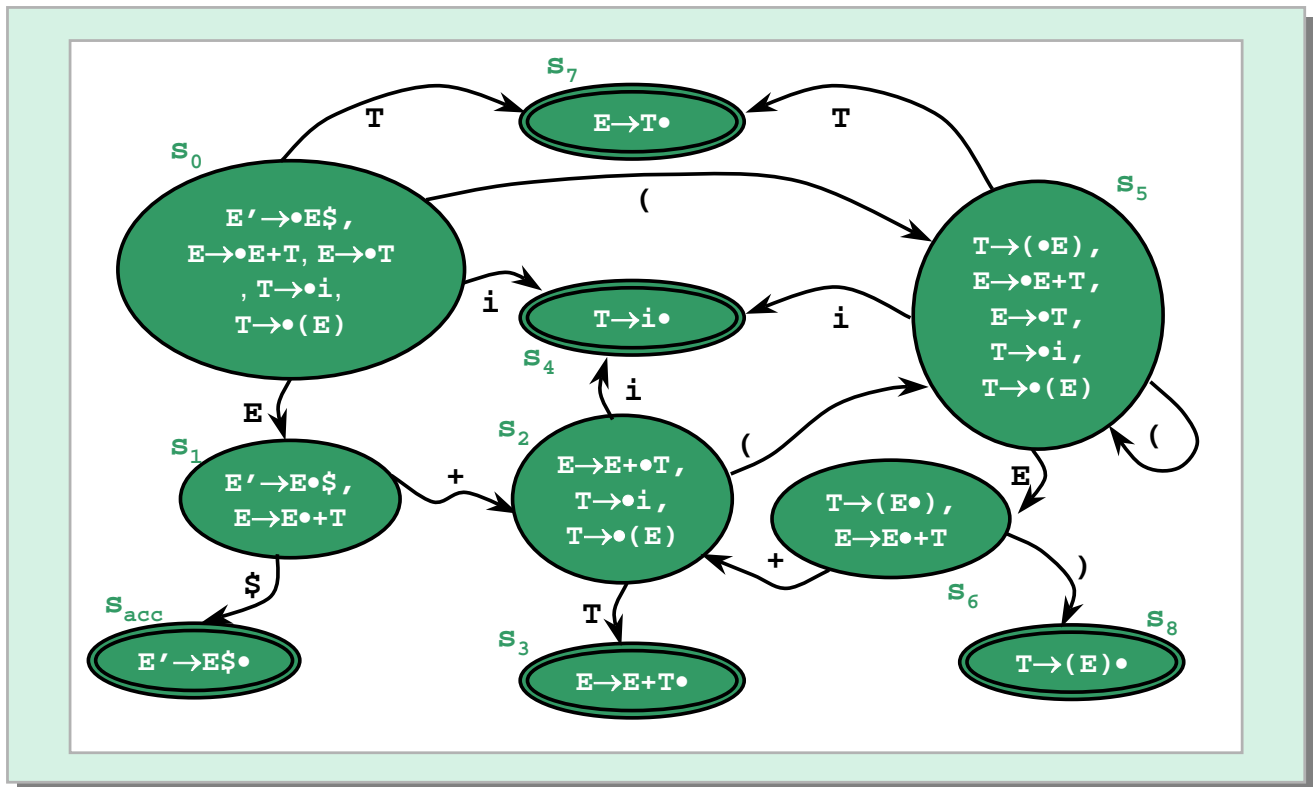 s7
T
E→T●
T
s0
(
s5
E′→●E$,
E→●E+T, E→●T
, T→●i,
T→●(E)
T→(●E),
E→●E+T,
E→●T,
T→●i,
T→●(E)
i
T→i●
i
s4
i
E
s2
(
(
s1
E′→E●$,
E→E●+T
+
E→E+●T,
T→●i,
T→●(E)
E
T→(E●),
E→E●+T
+
)
$
s6
sacc
T
s3
s8
E′→E$●
E→E+T●
T→(E)●